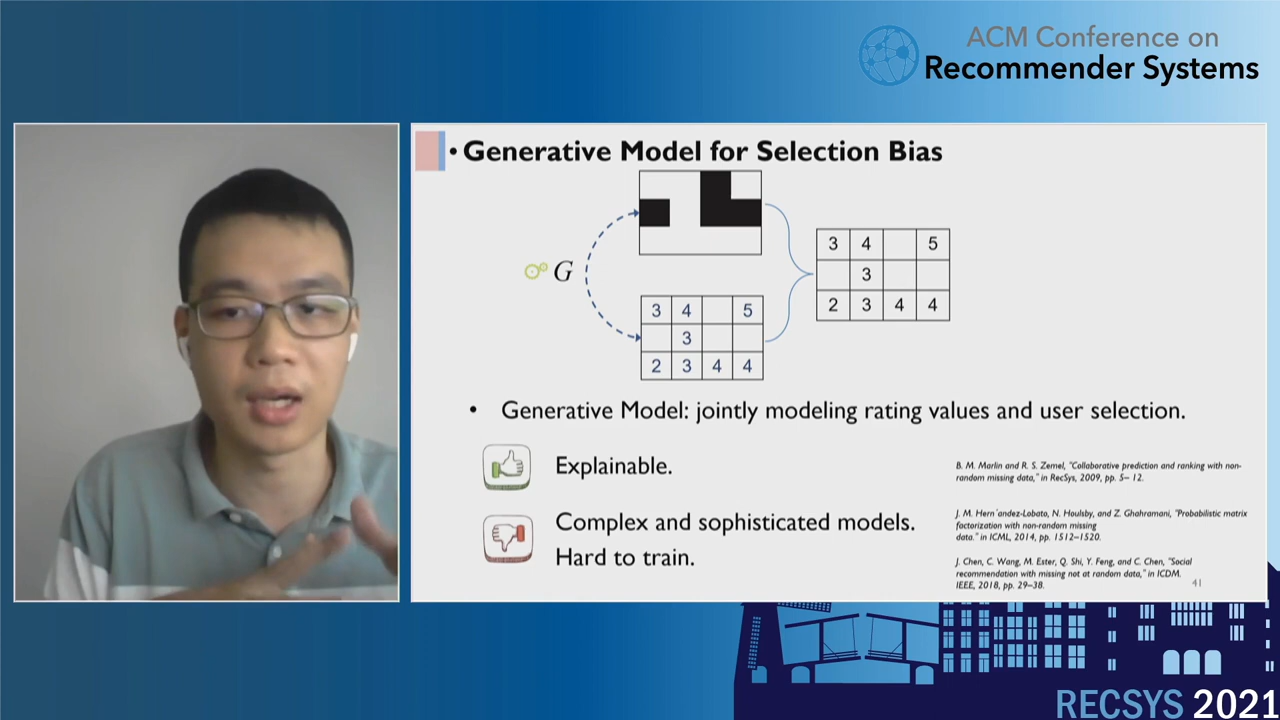 ACM Conference on
Recommender Systems
• Generative Model for Selection Bias
G
3 4 5
3
2 3 4 4
3 4 5
3
2 3 4 4
• Generative Model: jointly modeling rating values and user selection.
Explainable.
Complex and sophisticated models.
Hard to train.
B. M. Marlin and R. S. Zemel, "Collaborative prediction and ranking with non-
random missing data," in RecSys, 2009, pp. 5– 12.
J. M. Hern ́andez-Lobato, N. Houlsby, and Z. Ghahramani, "Probabilistic matrix
factorization with non-random missing
data." in ICML, 2014, pp. 1512–1520.
J. Chen, C. Wang, M. Ester, Q. Shi, Y. Feng, and C. Chen, "Social
recommendation with missing not at random data," in ICDM.
IEEE, 2018, pp. 29–38.
41
RECSYS 2021